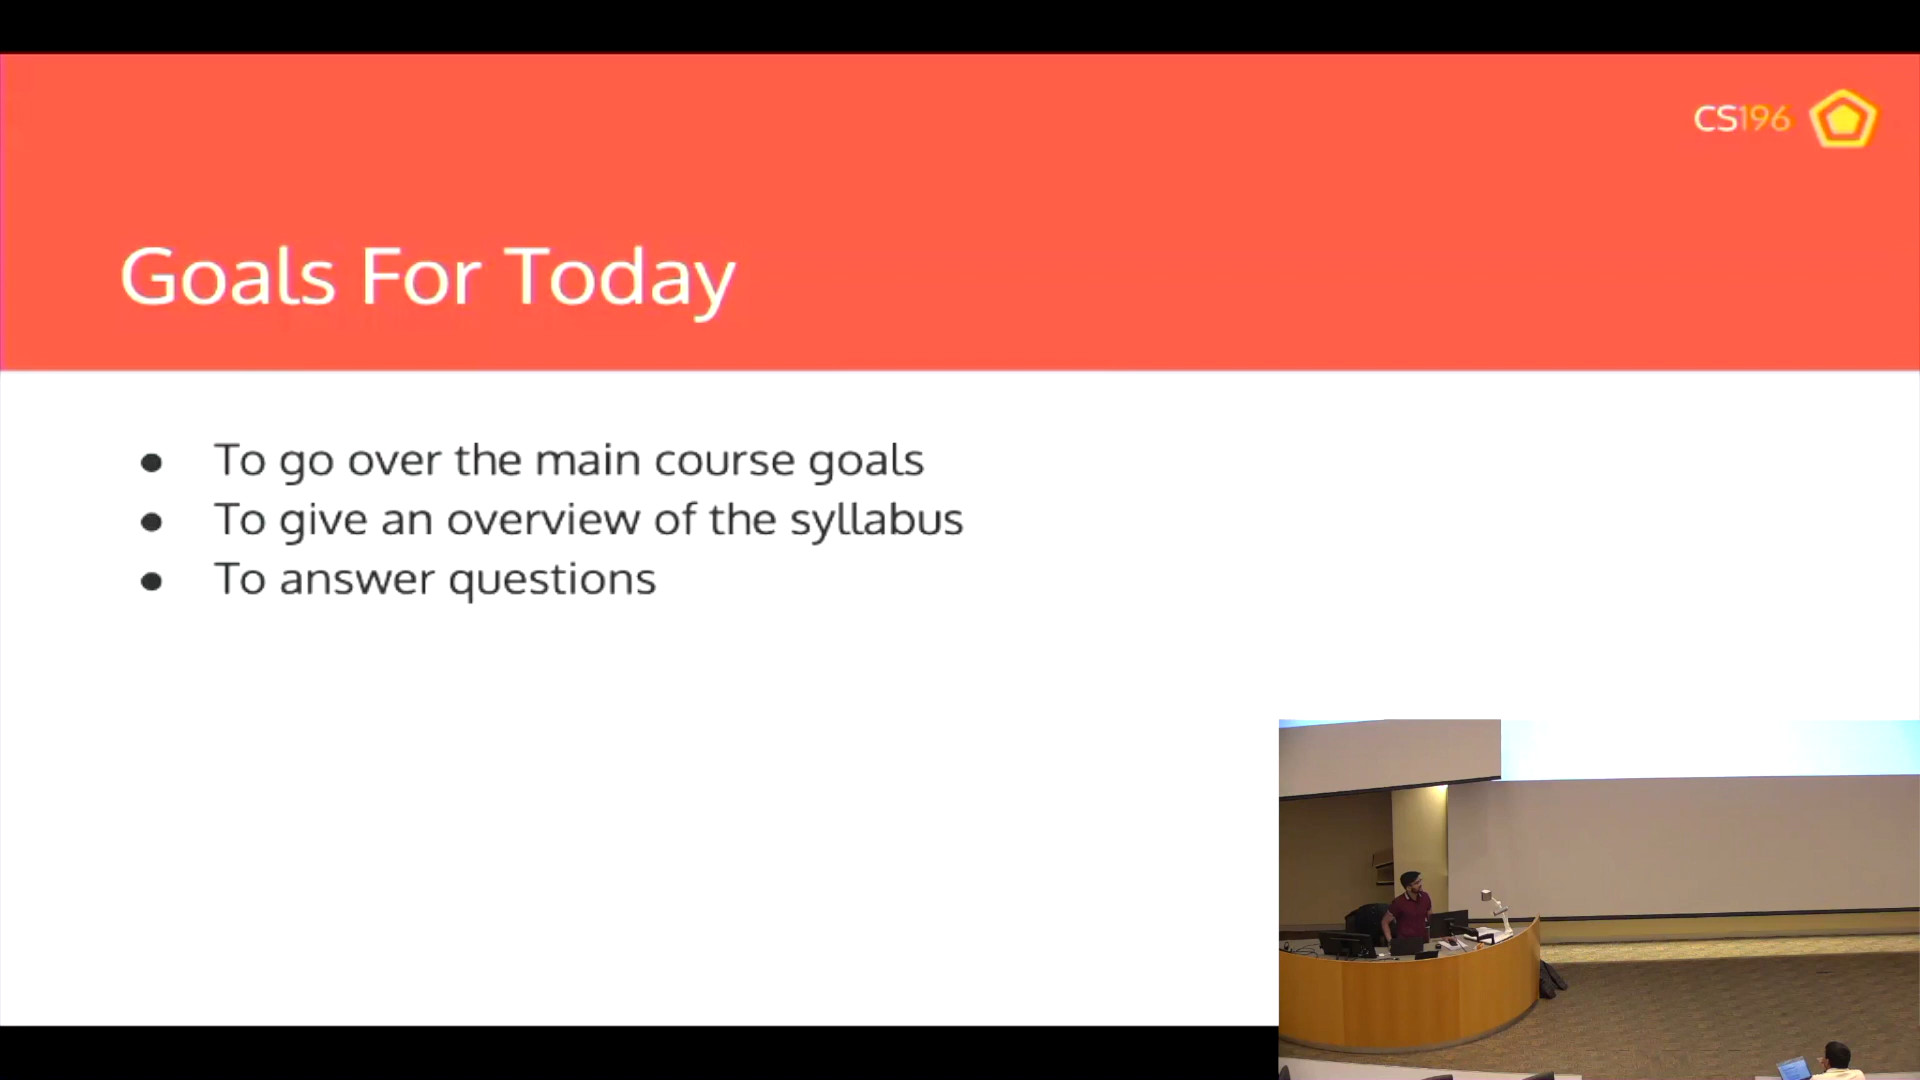 CS196
Goals For Today
● To go over the main course goals
● To give an overview of the syllabus
● To answer questions